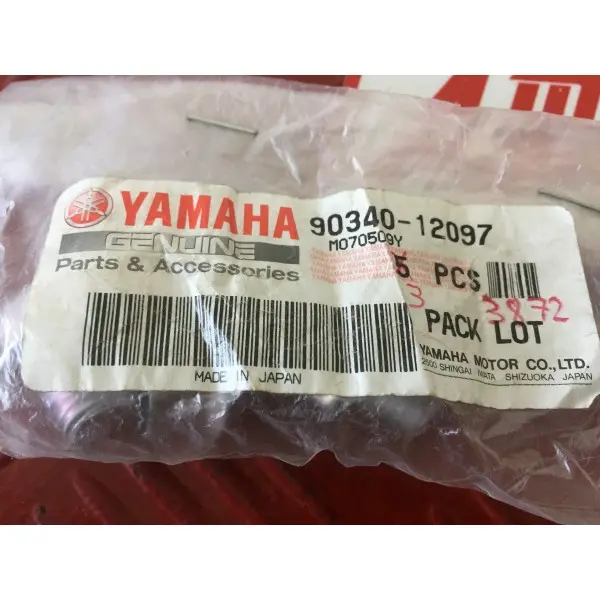 YAMAHA
GENUINE
Parts & Accessories
MADE IN JAPAN
90340-12097
M070509Y
5 PCS
3
3872
PACK LOT
YAMAHA MOTOR CO.,LTD.
2500 SHINGAI IWATA SHIZUOKA JAPAN